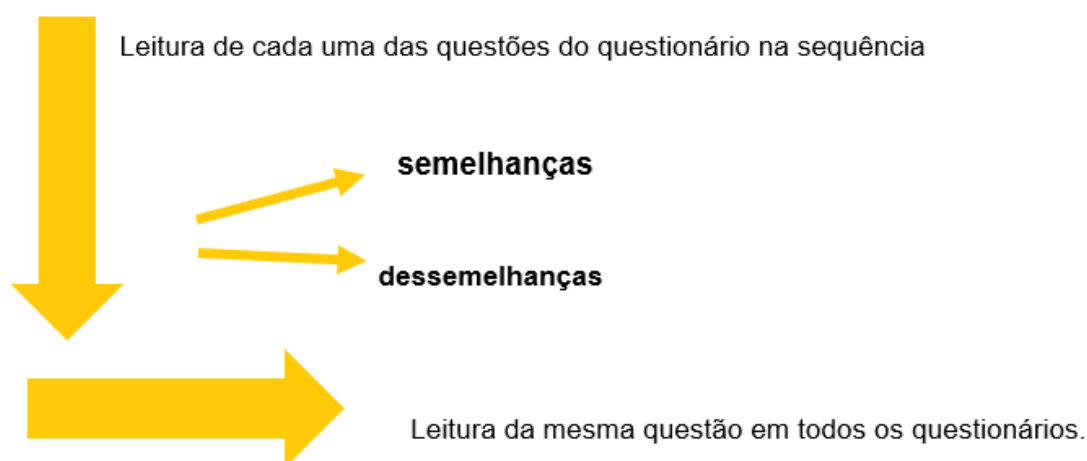 Leitura de cada uma das questões do questionário na sequência
semelhanças
dessemelhanças
Leitura da mesma questão em todos os questionários.